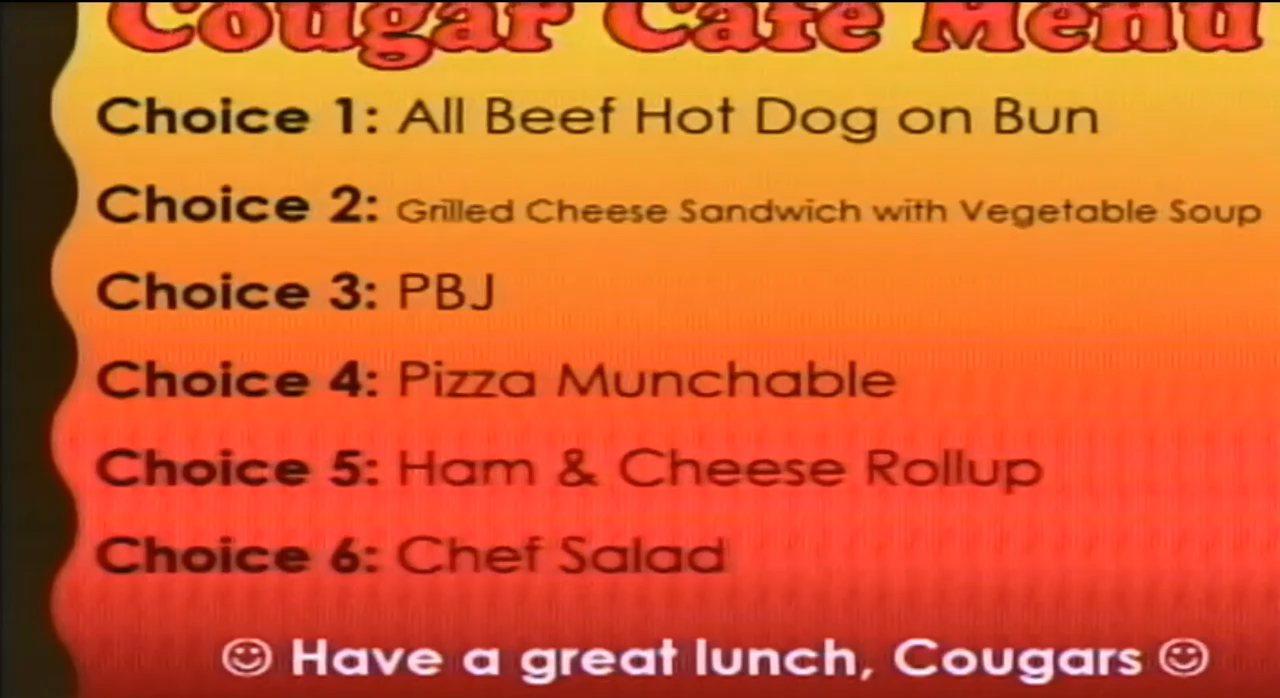 Cougar Cafe Menu
Choice 1: All Beef Hot Dog on Bun
Choice 2: Grilled Cheese Sandwich with Vegetable Soup
Choice 3: PBJ
Choice 4: Pizza Munchable
Choice 5: Ham & Cheese Rollup
Choice 6: Chef Salad
☺ Have a great lunch, Cougars ☺